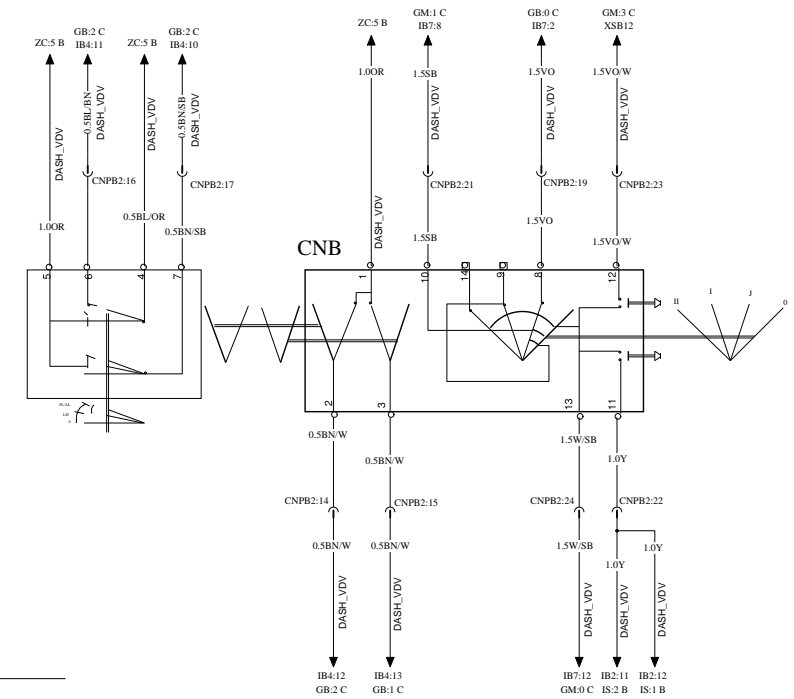 GB:2 C
GB:2 C
ZC:5 B
IB4:11
ZC:5 B
IB4:10
ZC:5 B
GM:1 C
IB7:8
GB:0 C
IB7:2
GM:3 C
XSB12
0.5BL/BN
0.5BN/SB
1.0OR
1.5SB
1.5VO
1.5VO/W
DASH_VDV
DASH_VDV
DASH_VDV
DASH_VDV
DASH_VDV
DASH_VDV
DASH_VDV
DASH_VDV
CNPB2:16
CNPB2:17
CNPB2:21
CNPB2:19
CNPB2:23
1.0OR
0.5BL/OR
0.5BN/SB
1.5SB
1.5VO
1.5VO/W
CNB
5
6
4
7
1
10
14
9
8
12
II
I
J
0
LH
2
3
13
11
0.5BN/W
0.5BN/W
1.5W/SB
1.0Y
CNPB2:14
CNPB2:15
CNPB2:24
CNPB2:22
0.5BN/W
0.5BN/W
1.5W/SB
1.0Y
1.0Y
DASH_VDV
DASH_VDV
DASH_VDV
DASH_VDV
DASH_VDV
IB4:12
GB:2 C
IB4:13
GB:1 C
IB7:12
GM:0 C
IB2:11
IS:2 B
IB2:12
IS:1 B